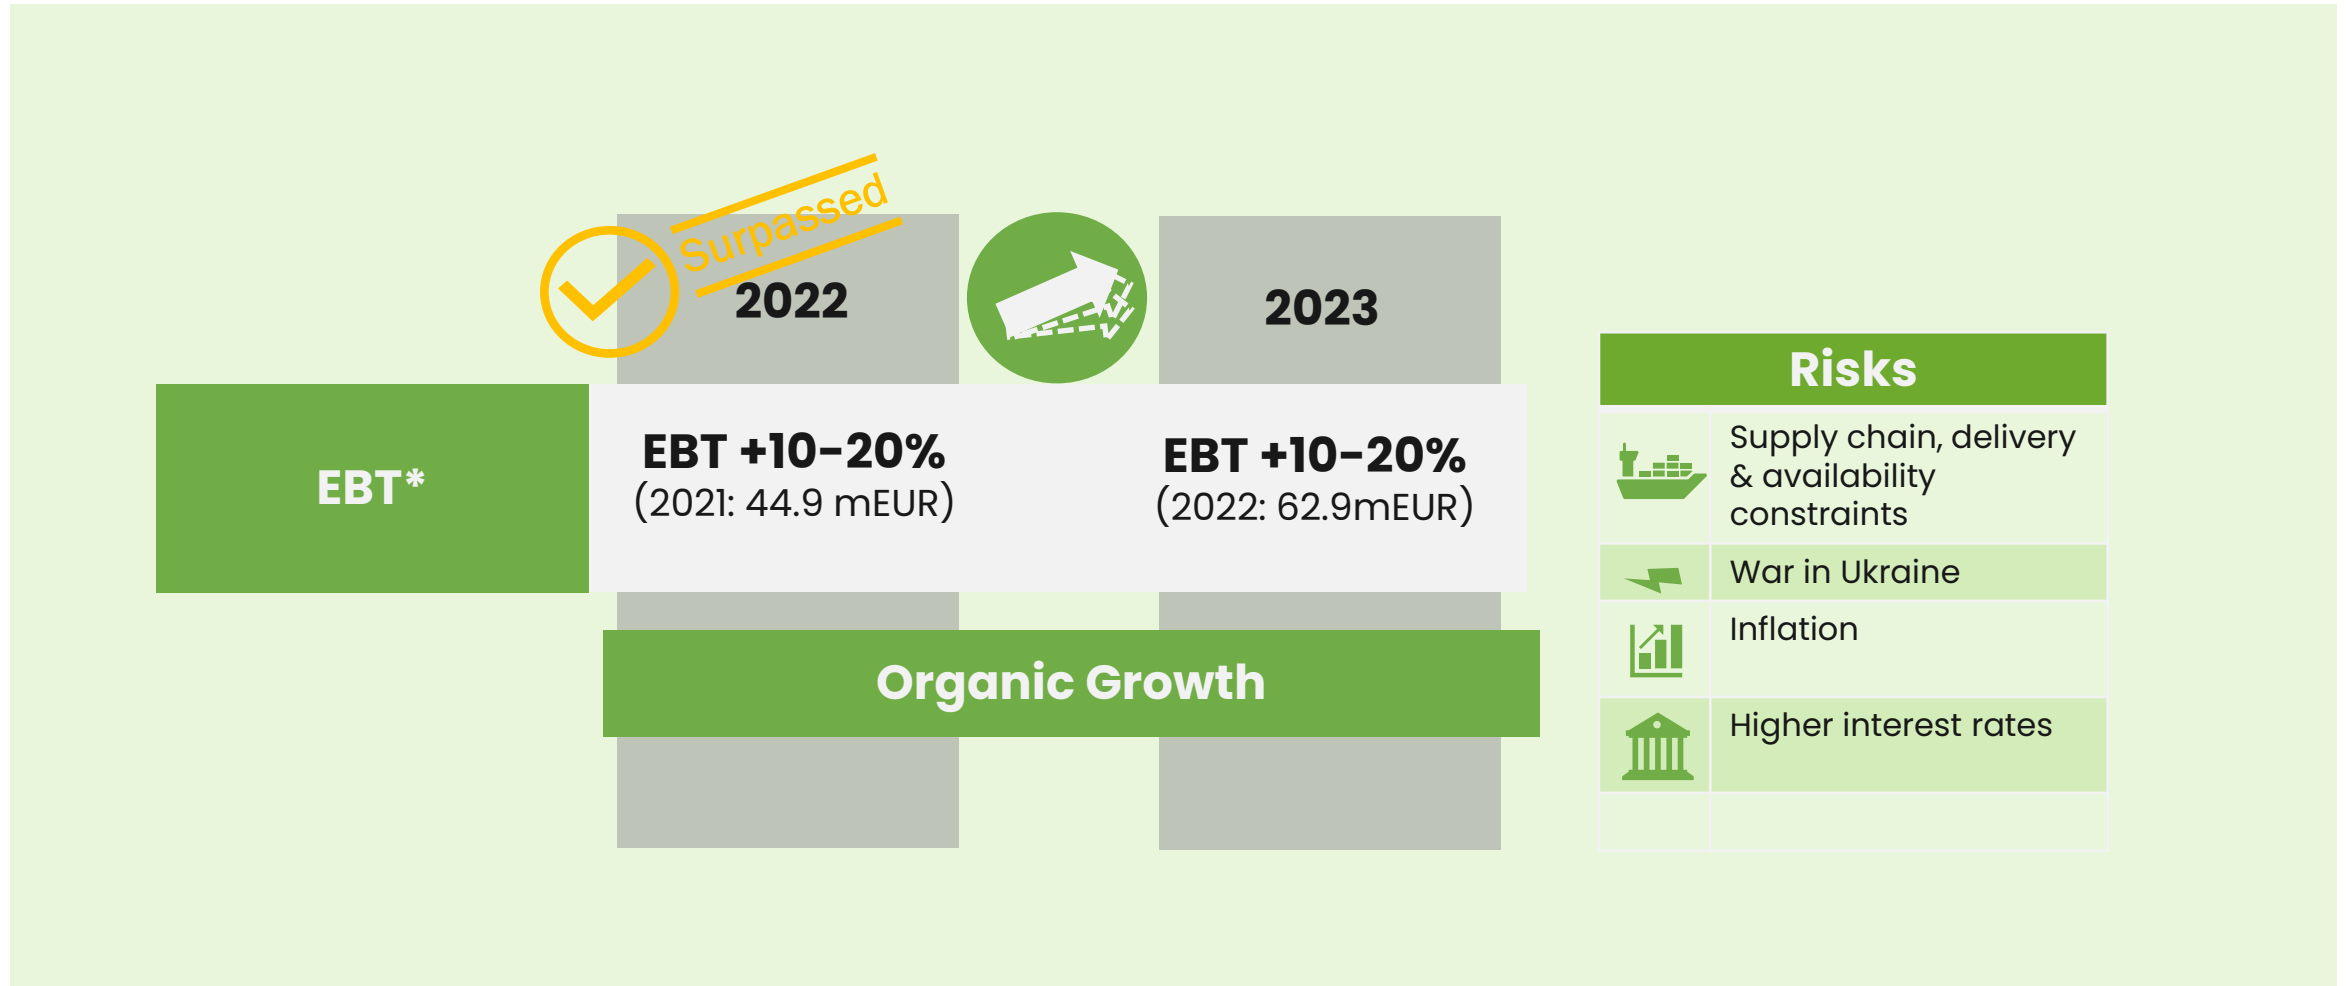 Surpassed
2022
2023
EBT*
EBT +10-20%
(2021: 44.9 mEUR)
EBT +10-20%
(2022: 62.9mEUR)
Organic Growth
Risks
Supply chain, delivery
& availability
constraints
War in Ukraine
Inflation
Higher interest rates